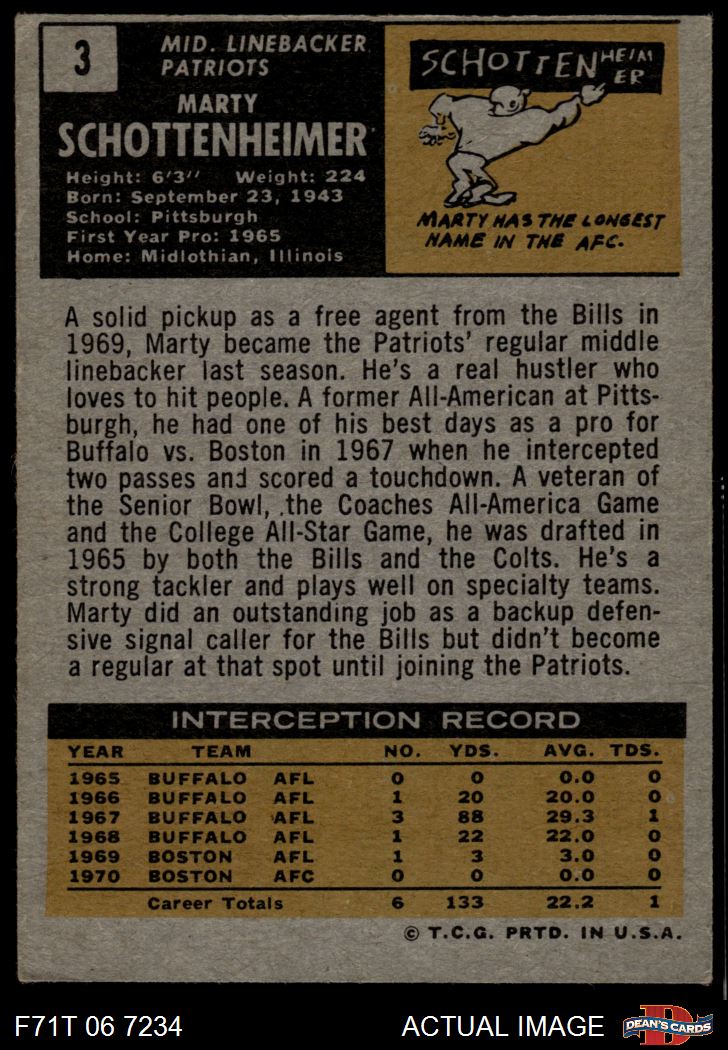 3
MID. LINEBACKER
PATRIOTS
MARTY
SCHOTTENHEIMER
Height: 6'3" Weight: 224
Born: September 23, 1943
School: Pittsburgh
First Year Pro: 1965
Home: Midlothian, Illinois
SCHOTTENHEIM
ER
MARTY HAS THE LONGEST
NAME IN THE AFC.
A solid pickup as a free agent from the Bills in
1969, Marty became the Patriots' regular middle
linebacker last season. He's a real hustler who
loves to hit people. A former All-American at Pitts-
burgh, he had one of his best days as a pro for
Buffalo vs. Boston in 1967 when he intercepted
two passes and scored a touchdown. A veteran of
the Senior Bowl, the Coaches All-America Game
and the College All-Star Game, he was drafted in
1965 by both the Bills and the Colts. He's a
strong tackler and plays well on specialty teams.
Marty did an outstanding job as a backup defen-
sive signal caller for the Bills but didn't become
a regular at that spot until joining the Patriots.
INTERCEPTION RECORD
YEAR TEAM NO. YDS. AVG. TDS.
1965 BUFFALO AFL 0 0 0.0 0
1966 BUFFALO AFL 1 20 20.0 0
1967 BUFFALO AFL 3 88 29.3 1
1968 BUFFALO AFL 1 22 22.0 0
1969 BOSTON AFL 1 3 3.0 0
1970 BOSTON AFC 0 0 0.0 0
Career Totals 6 133 22.2 1
© T.C.G. PRTD. IN U.S.A.
F71T 06 7234 ACTUAL IMAGE
D
DEAN'S CARDS